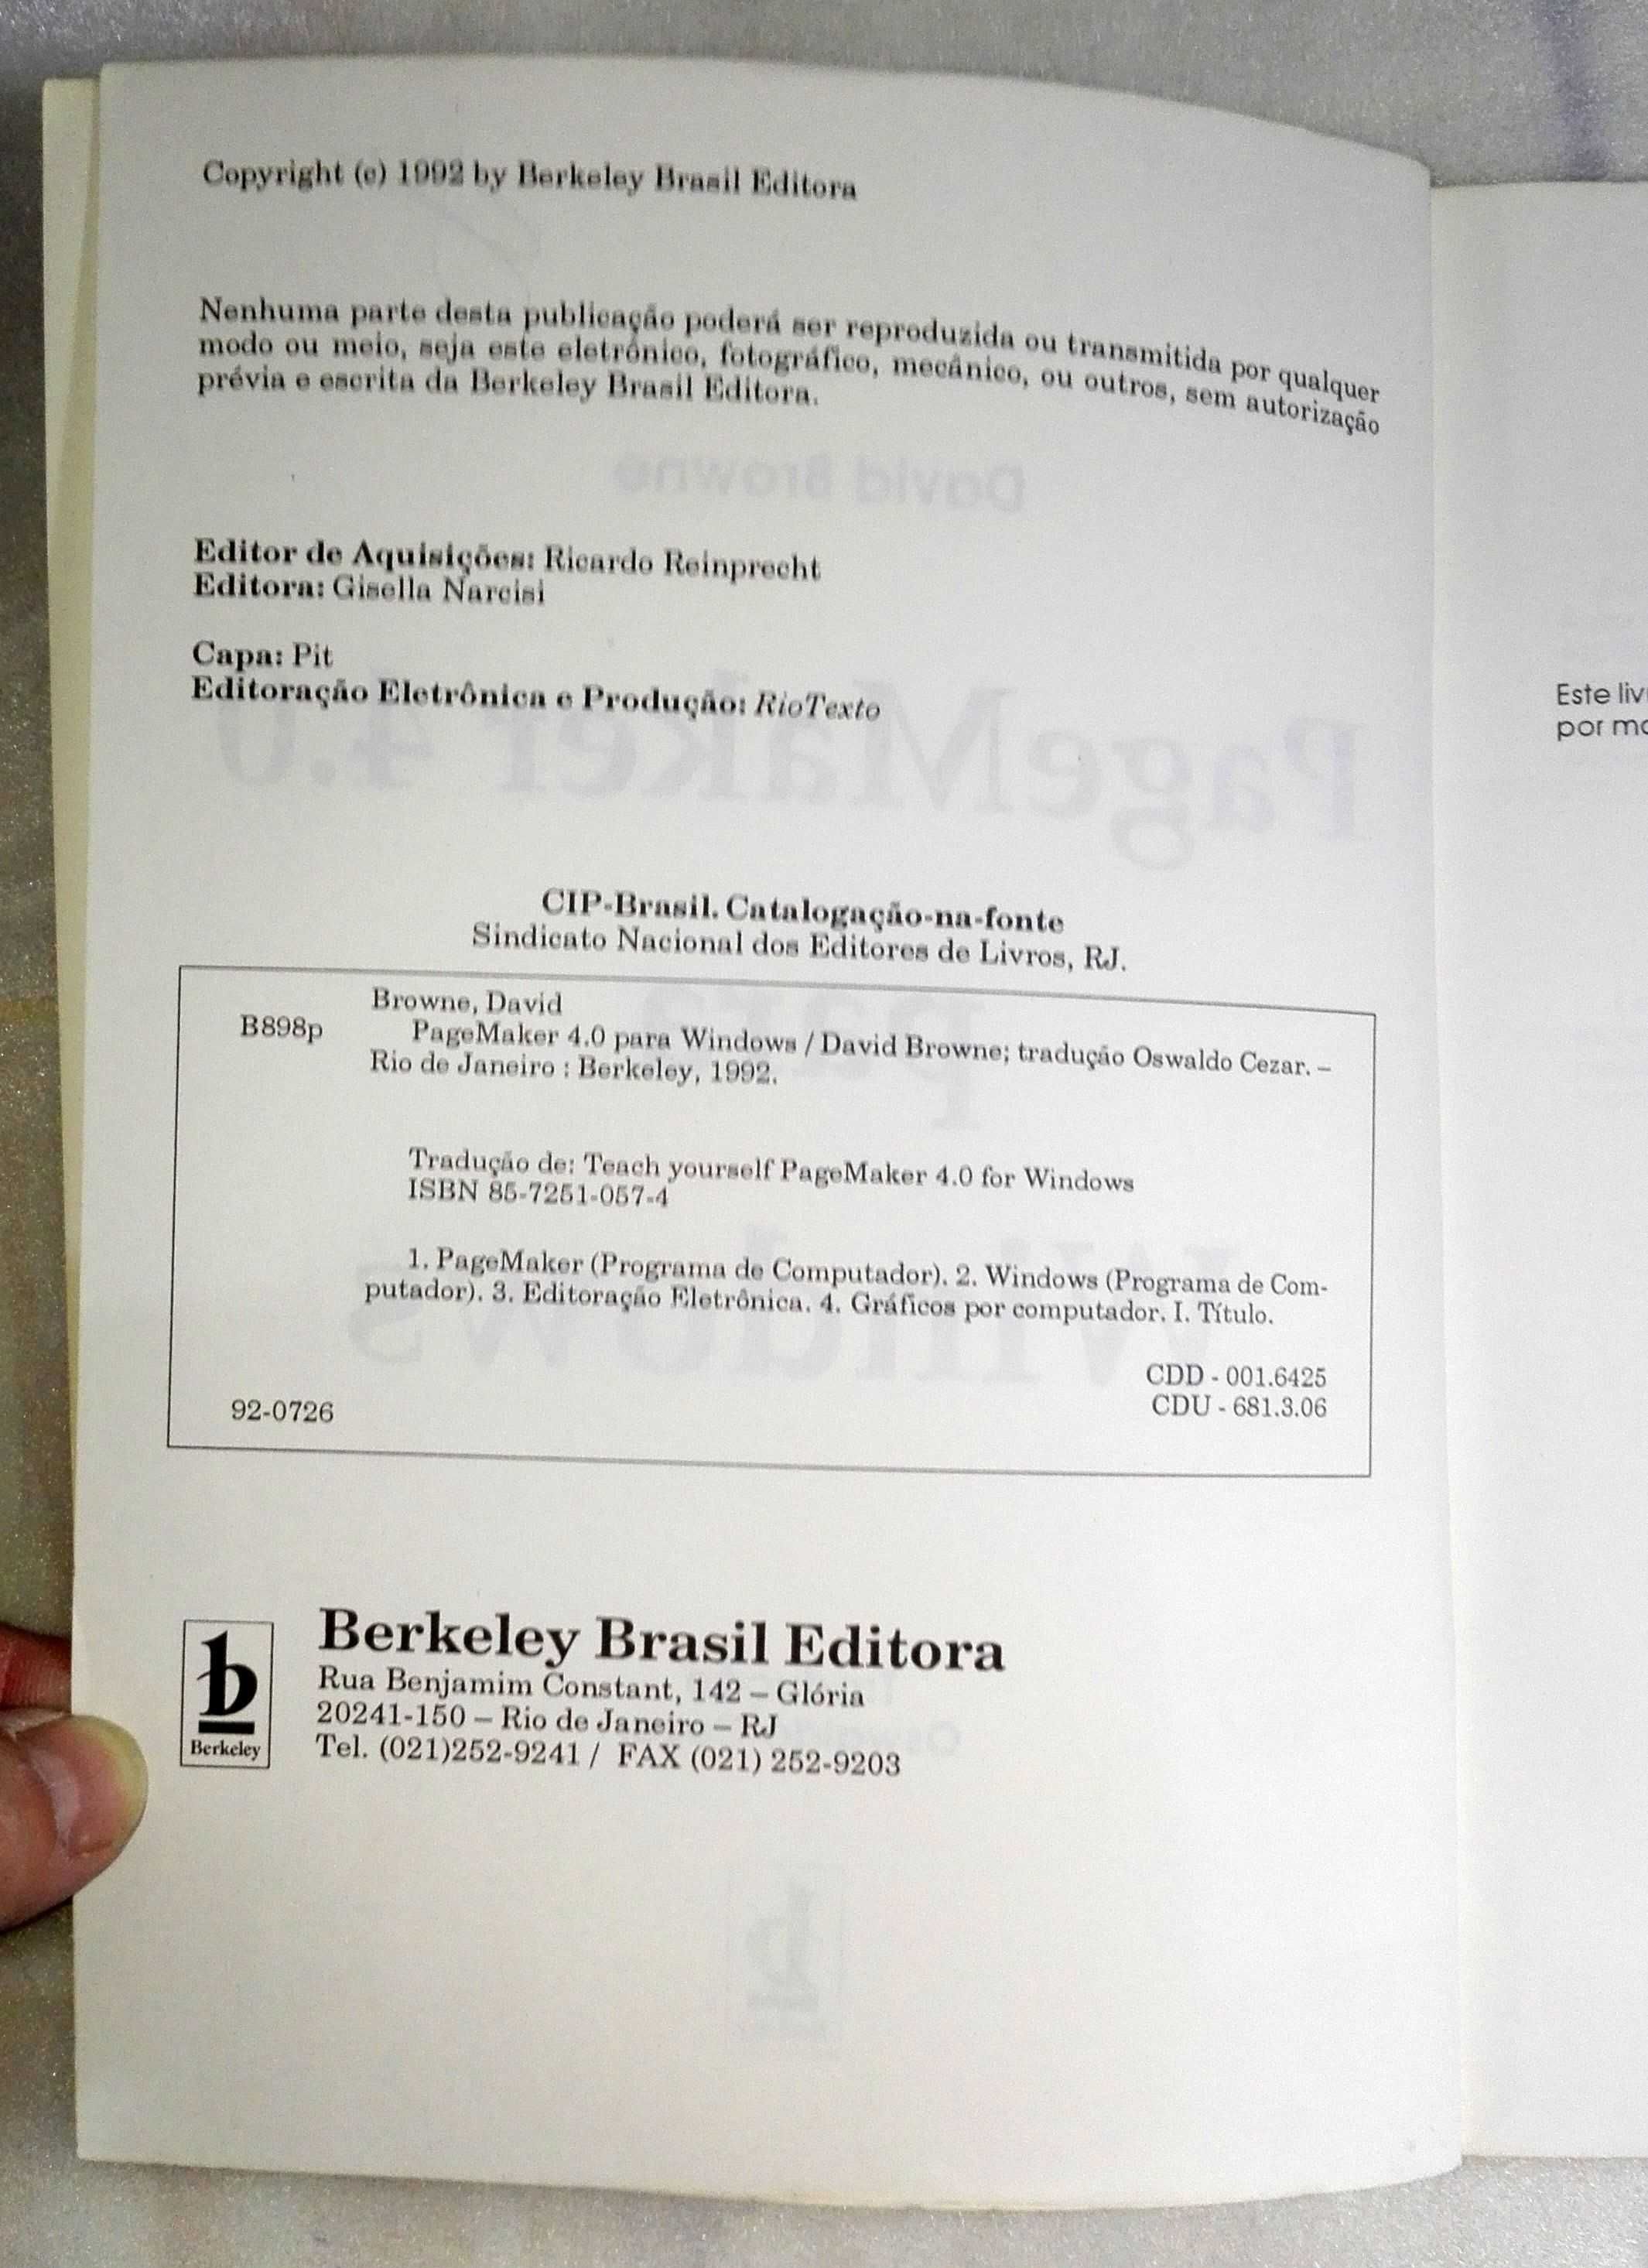 Copyright (c) 1992 by Berkeley Brasil Editora
Nenhuma parte desta publicação poderá ser reproduzida ou transmitida por qualquer
modo ou meio, seja este eletrônico, fotográfico, mecânico, ou outros, sem autorização
prévia e escrita da Berkeley Brasil Editora.
David Browne
Editor de Aquisições: Ricardo Reinprecht
Editora: Gisella Narcisi
Capa: Pit
Editoração Eletrônica e Produção: RioTexto
PageMaker 4.0
CIP-Brasil. Catalogação-na-fonte
Sindicato Nacional dos Editores de Livros, RJ.
Browne, David
B898p PageMaker 4.0 para Windows / David Browne; tradução Oswaldo Cezar. –
Rio de Janeiro : Berkeley, 1992.
para
Tradução de: Teach yourself PageMaker 4.0 for Windows
ISBN 85-7251-057-4
Windows
1. PageMaker (Programa de Computador). 2. Windows (Programa de Com-
putador). 3. Editoração Eletrônica. 4. Gráficos por computador. I. Título.
CDD - 001.6425
92-0726 CDU - 681.3.06
Berkeley Brasil Editora
Rua Benjamim Constant, 142 – Glória
20241-150 – Rio de Janeiro – RJ
Tel. (021)252-9241 / FAX (021) 252-9203
b
Berkeley
Este liv
por mo